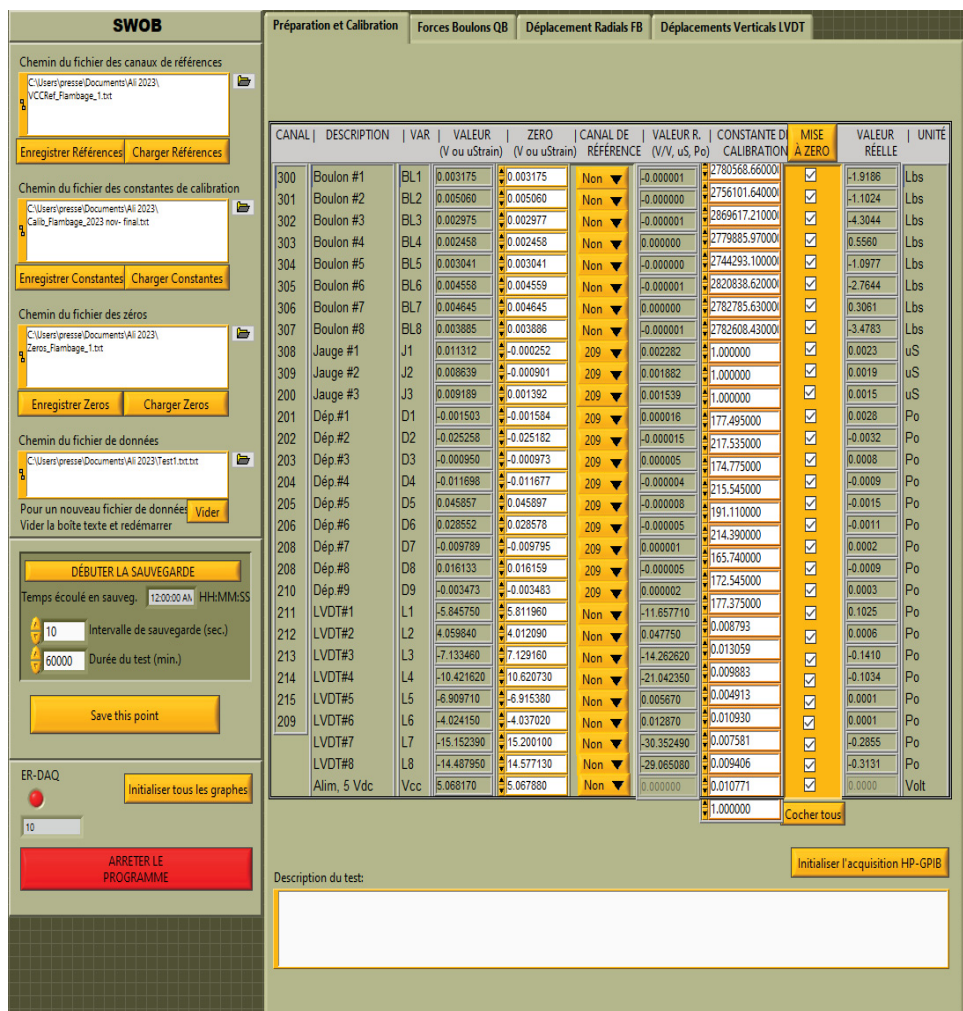 SWOB
Préparation et Calibration Forces Boulons QB Déplacement Radials FB Déplacements Verticals LVDT
Chemin du fichier de canaux de références
C:\Users\presse\Documents\Ali 2023\
VCCRef_Flambage_1.txt
Enregistrer Références Charger Références
Chemin du fichier des constantes de calibration
C:\Users\presse\Documents\Ali 2023\
Calib_Flambage_2023 nov- final.txt
Enregistrer Constantes Charger Constantes
Chemin du fichier des zéros
C:\Users\presse\Documents\Ali 2023\
Zeros_Flambage_1.txt
Enregistrer Zeros Charger Zeros
Chemin du fichier de données
C:\Users\presse\Documents\Ali 2023\Test1.txt.txt
Pour un nouveau fichier de données Vider
Vider la boîte texte et redémarrer
DÉBUTER LA SAUVEGARDE
Temps écoulé en sauveg. 12:00:00 AM HH:MM:SS
10 Intervalle de sauvegarde (sec.)
60000 Durée du test (min.)
Save this point
ER-DAQ
Initialiser tous les graphes
10
ARRETER LE
PROGRAMME
CANAL | DESCRIPTION | VAR | VALEUR | ZERO | CANAL DE | VALEUR R. | CONSTANTE DE MISE VALEUR | UNITÉ
(V ou uStrain) (V ou uStrain) RÉFÉRENCE (V/V, uS, Po) CALIBRATION À ZERO RÉELLE
300 Boulon #1 BL1 0.003175 0.003175 Non -0.000001 2780568.66000 -1.9186 Lbs
301 Boulon #2 BL2 0.005060 0.005060 Non -0.000000 2756101.64000 -1.1024 Lbs
302 Boulon #3 BL3 0.002975 0.002977 Non -0.000001 2869617.21000 -4.3044 Lbs
303 Boulon #4 BL4 0.002458 0.002458 Non 0.000000 2779885.97000 0.5560 Lbs
304 Boulon #5 BL5 0.003041 0.003041 Non -0.000000 2744293.10000 -1.0977 Lbs
305 Boulon #6 BL6 0.004558 0.004559 Non -0.000001 2820838.62000 -2.7644 Lbs
306 Boulon #7 BL7 0.004645 0.004645 Non 0.000000 2782785.63000 0.3061 Lbs
307 Boulon #8 BL8 0.003885 0.003886 Non -0.000001 2782608.43000 -3.4783 Lbs
308 Jauge #1 J1 0.011312 -0.000252 209 0.002282 1.000000 0.0023 uS
309 Jauge #2 J2 0.008639 -0.000901 209 0.001882 1.000000 0.0019 uS
200 Jauge #3 J3 0.009189 0.001392 209 0.001539 1.000000 0.0015 uS
201 Dép.#1 D1 -0.001503 -0.001584 209 0.000016 177.495000 0.0028 Po
202 Dép.#2 D2 -0.025258 -0.025182 209 -0.000015 217.535000 -0.0032 Po
203 Dép.#3 D3 -0.000950 -0.000973 209 0.000005 174.775000 0.0008 Po
204 Dép.#4 D4 -0.011698 -0.011677 209 -0.000004 215.545000 -0.0009 Po
205 Dép.#5 D5 0.045857 0.045897 209 -0.000008 191.110000 -0.0015 Po
206 Dép.#6 D6 0.028552 0.028578 209 -0.000005 214.390000 -0.0011 Po
208 Dép.#7 D7 -0.009789 -0.009795 209 0.000001 165.740000 0.0002 Po
208 Dép.#8 D8 0.016133 0.016159 209 -0.000005 172.545000 -0.0009 Po
210 Dép.#9 D9 -0.003473 -0.003483 209 0.000002 177.375000 0.0003 Po
211 LVDT#1 L1 -5.845750 5.811960 Non -11.657710 0.008793 0.1025 Po
212 LVDT#2 L2 4.059840 4.012090 Non 0.047750 0.013059 0.0006 Po
213 LVDT#3 L3 -7.133460 7.129160 Non -14.262620 0.009883 -0.1410 Po
214 LVDT#4 L4 -10.421620 10.620730 Non -21.042350 0.004913 -0.1034 Po
215 LVDT#5 L5 -6.909710 -6.915380 Non 0.005670 0.010930 0.0001 Po
209 LVDT#6 L6 -4.024150 -4.037020 Non 0.012870 0.007581 0.0001 Po
LVDT#7 L7 -15.152390 15.200100 Non -30.352490 0.009406 -0.2855 Po
LVDT#8 L8 -14.487950 14.577130 Non -29.065080 0.010771 -0.3131 Po
Alim, 5 Vdc Vcc 5.068170 5.067880 Non 0.000000 1.000000 0.0000 Volt
Cocher tous
Initialiser l'acquisition HP-GPIB
Description du test: